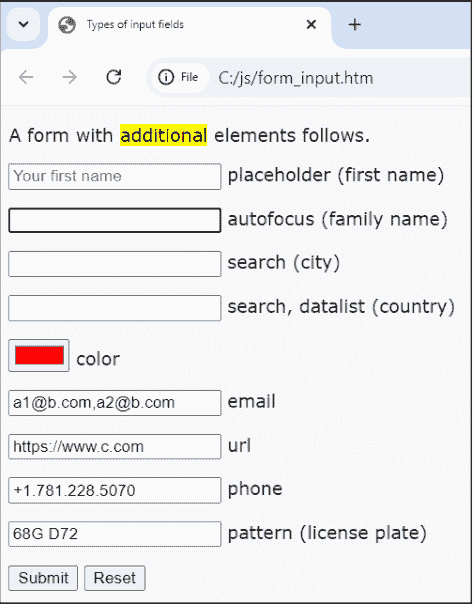 Types of input fields
File C:/js/form_input.htm
A form with additional elements follows.
Your first name placeholder (first name)
autofocus (family name)
search (city)
search, datalist (country)
color
a1@b.com,a2@b.com email
https://www.c.com url
+1.781.228.5070 phone
68G D72 pattern (license plate)
Submit Reset